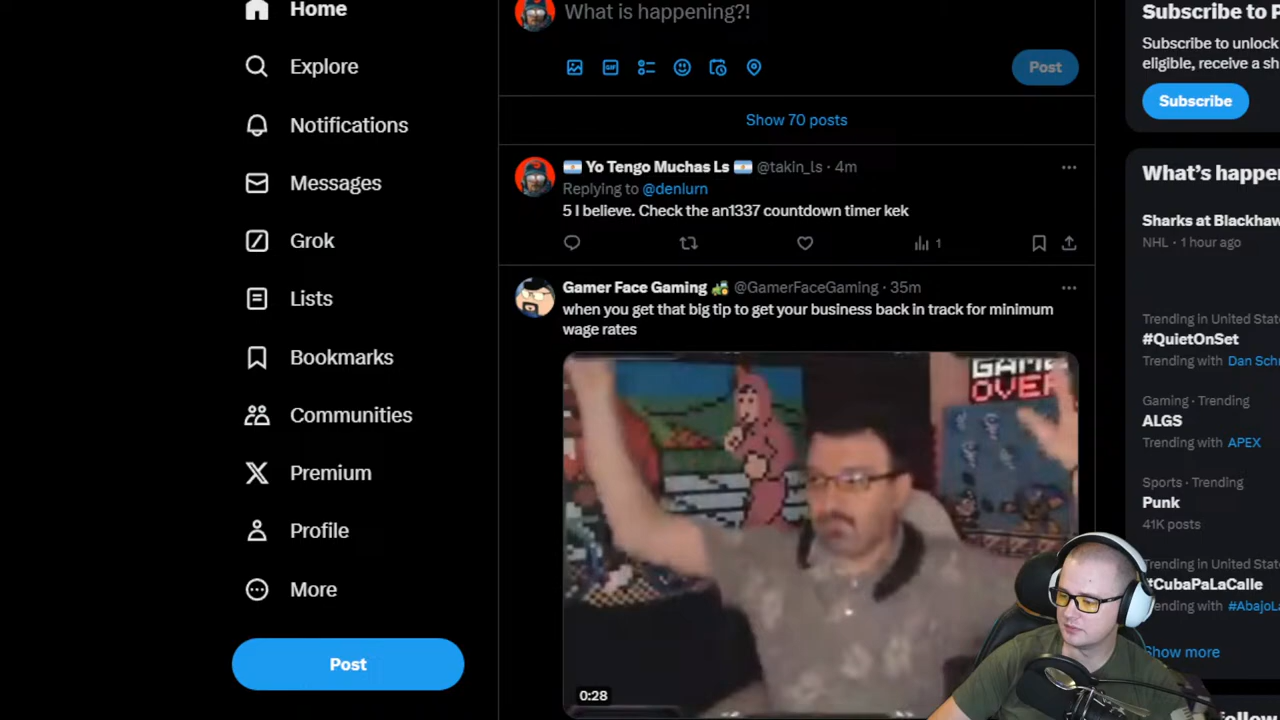 Home
Explore
Notifications
Messages
Grok
Lists
Bookmarks
Communities
Premium
Profile
More
Post
What is happening?!
GIF
Post
Show 70 posts
Yo Tengo Muchas Ls @takin_ls · 4m
Replying to @denlurn
5 I believe. Check the an1337 countdown timer kek
1
Gamer Face Gaming @GamerFaceGaming · 35m
when you get that big tip to get your business back in track for minimum
wage rates
GAME
OVER
0:28
Subscribe to P
Subscribe to unlock
eligible, receive a sh
Subscribe
What's happen
Sharks at Blackhaw
NHL · 1 hour ago
Trending in United Stat
#QuietOnSet
Trending with Dan Sch
Gaming · Trending
ALGS
Trending with APEX
Sports · Trending
Punk
41K posts
Trending in United State
#CubaPaLaCalle
Trending with #AbajoL
Show more